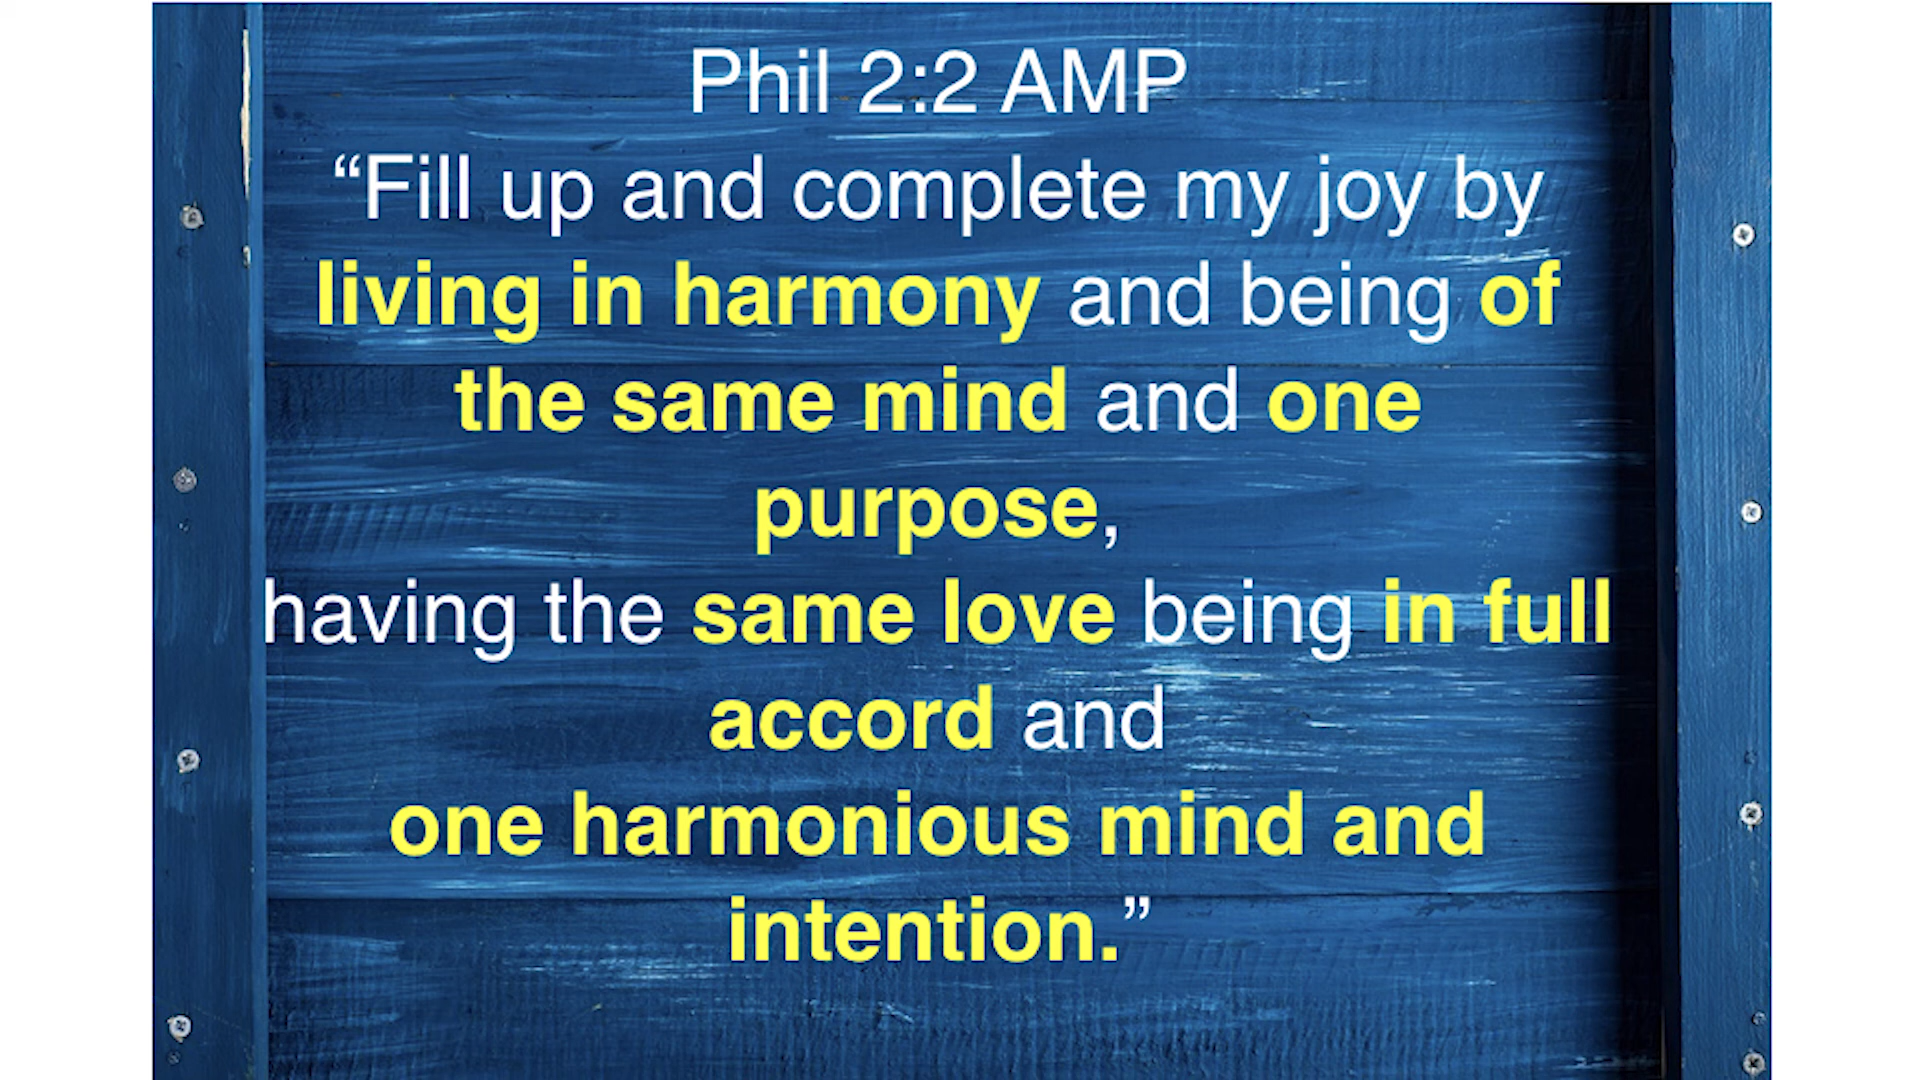 Phil 2:2 AMP
“Fill up and complete my joy by
living in harmony and being of
the same mind and one
purpose,
having the same love being in full
accord and
one harmonious mind and
intention.”